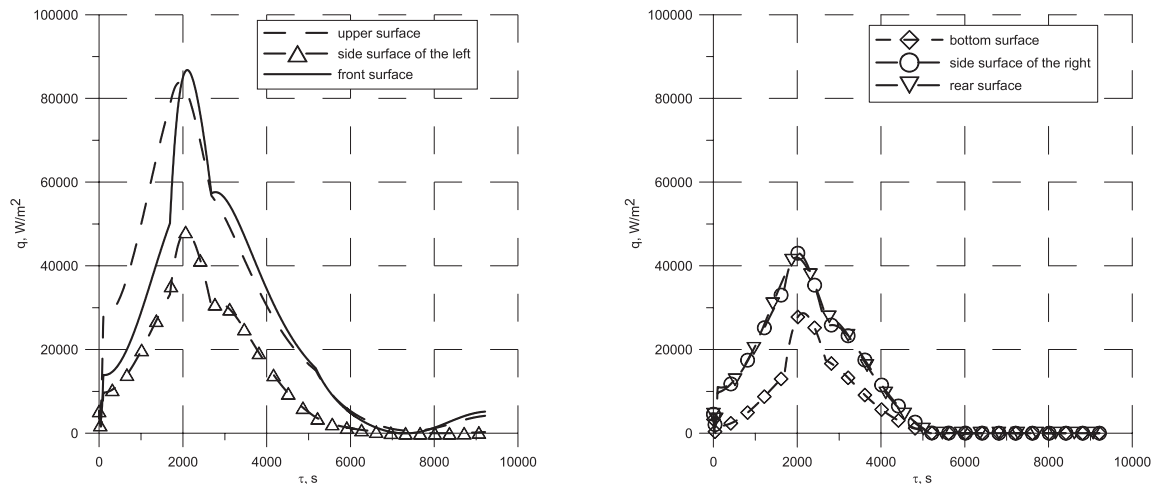 100000
80000
60000
40000
20000
0
q, W/m²
0 2000 4000 6000 8000 10000
τ, s
upper surface
side surface of the left
front surface
100000
80000
60000
40000
20000
0
q, W/m²
0 2000 4000 6000 8000 10000
τ, s
bottom surface
side surface of the right
rear surface